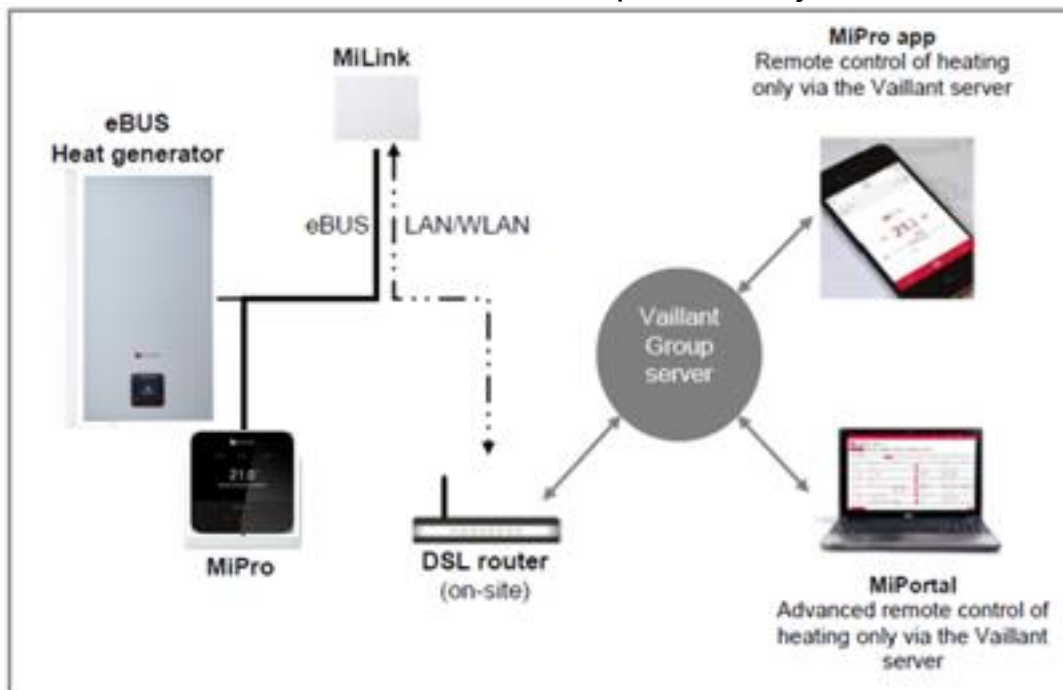 MiLink
eBUS
Heat generator
eBUS
LAN/WLAN
MiPro
21.0°
DSL router
(on-site)
Vaillant
Group
server
MiPro app
Remote control of heating
only via the Vaillant server
21.
MiPortal
Advanced remote control of
heating only via the Vaillant
server